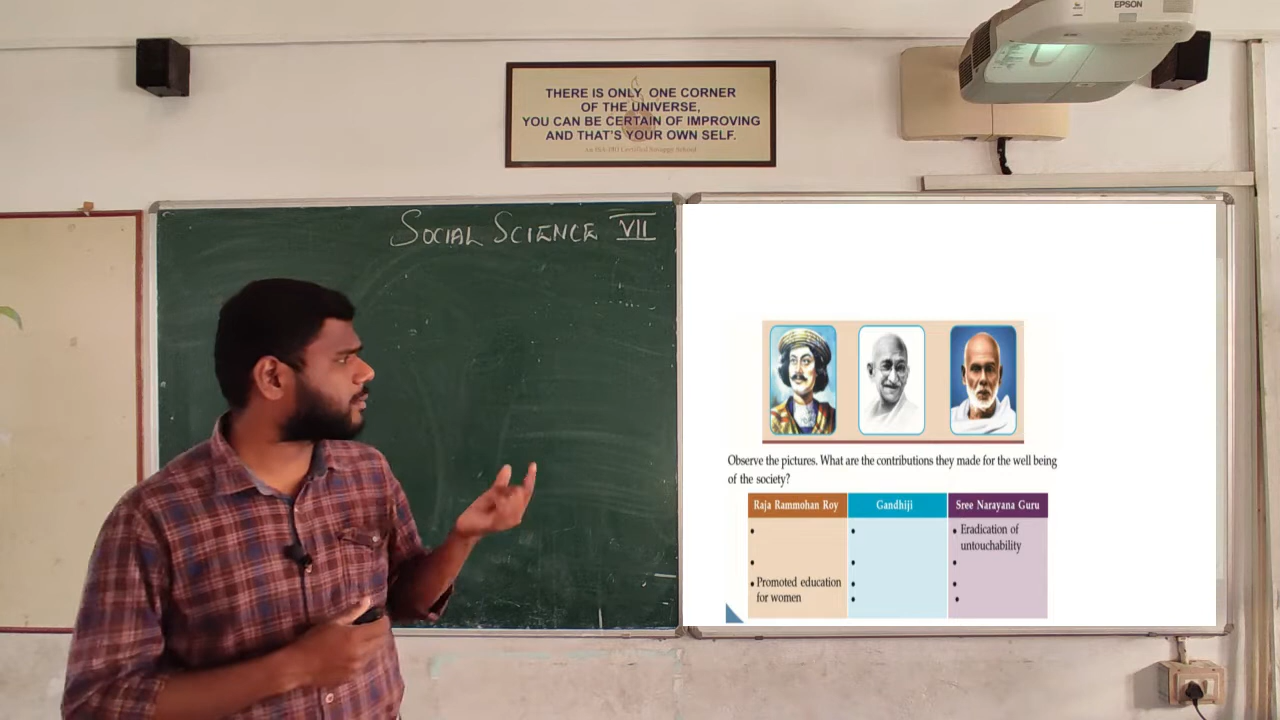 EPSON
THERE IS ONLY ONE CORNER
OF THE UNIVERSE,
YOU CAN BE CERTAIN OF IMPROVING
AND THAT'S YOUR OWN SELF.
SOCIAL SCIENCE VII
Observe the pictures. What are the contributions they made for the well being
of the society?
Raja Rammohan Roy
•
•
• Promoted education
for women
Gandhiji
•
•
•
•
Sree Narayana Guru
• Eradication of
untouchability
•
•
•